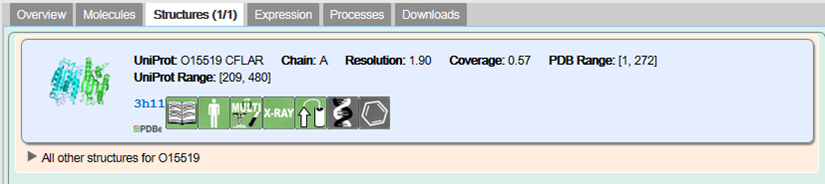 Overview Molecules Structures (1/1) Expression Processes Downloads
UniProt: O15519 CFLAR Chain: A Resolution: 1.90 Coverage: 0.57 PDB Range: [1, 272]
UniProt Range: [209, 480]
3h11
MULTI X-RAY
PDBe
All other structures for O15519